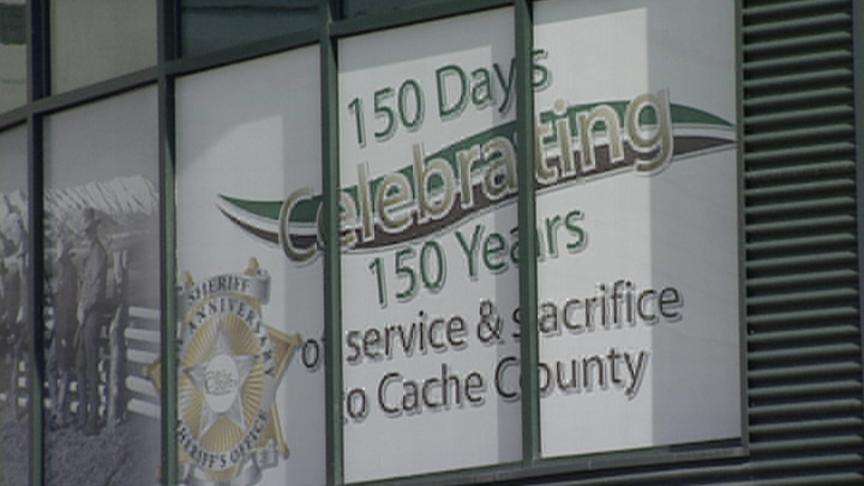 150 Days
Celebrating
150 Years
of service & sacrifice
to Cache County
SHERIFF
ANNIVERSARY
SHERIFF'S OFFICE